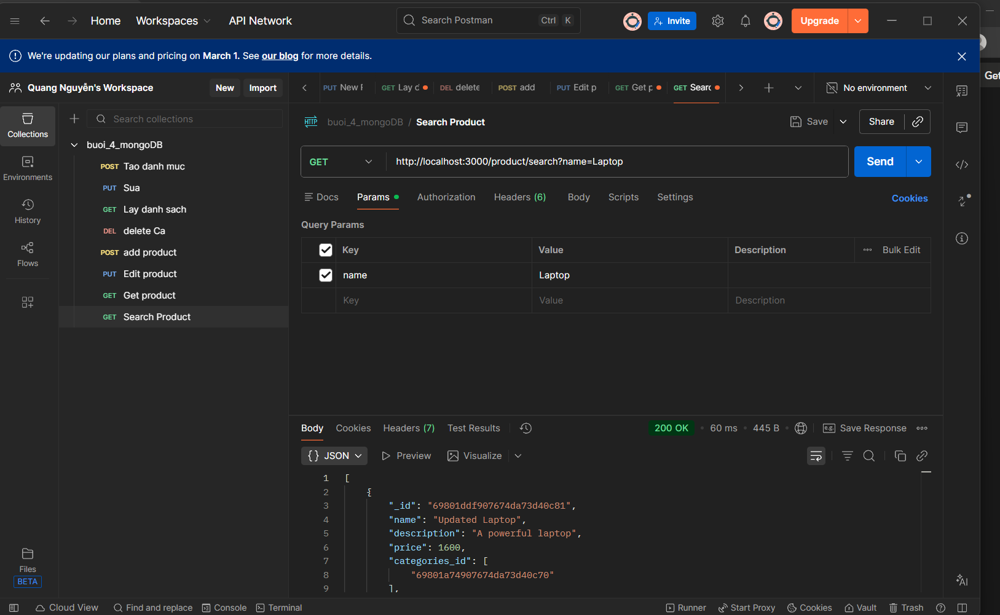 Home Workspaces API Network Search Postman Ctrl K Invite Upgrade
We're updating our plans and pricing on March 1. See our blog for more details.
Get
Quang Nguyễn's Workspace New Import
PUT New GET Lay d DEL delete POST add PUT Edit p GET Get p GET Searc No environment
Collections
Environments
History
Flows
Files
BETA
Search collections
buoi_4_mongoDB
POST Tao danh muc
PUT Sua
GET Lay danh sach
DEL delete Ca
POST add product
PUT Edit product
GET Get product
GET Search Product
HTTP buoi_4_mongoDB / Search Product Save Share
GET http://localhost:3000/product/search?name=Laptop Send
Docs Params Authorization Headers (6) Body Scripts Settings Cookies
Query Params
Key Value Description Bulk Edit
name Laptop
Key Value Description
Body Cookies Headers (7) Test Results 200 OK 60 ms 445 B e.g. Save Response
{} JSON Preview Visualize
1 [
2 {
3 "_id": "69801ddf907674da73d40c81",
4 "name": "Updated Laptop",
5 "description": "A powerful laptop",
6 "price": 1600,
7 "categories_id": [
8 "69801a74907674da73d40c70"
9 ],
AI
Cloud View Find and replace Console Terminal Runner Start Proxy Cookies Vault Trash